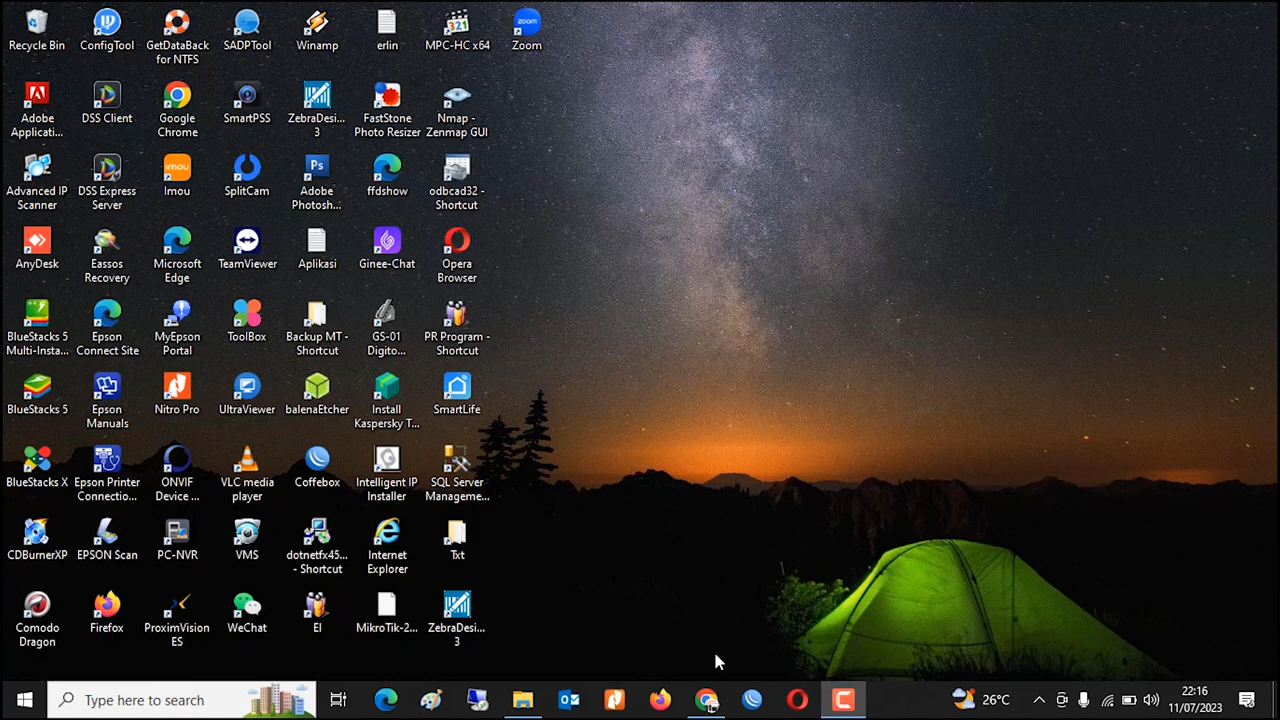 Recycle Bin
ConfigTool
GetDataBack
for NTFS
SADPTool
Winamp
erlin
MPC-HC x64
zoom
Zoom
Adobe
Applicati...
DSS Client
Google
Chrome
SmartPSS
ZebraDesi...
3
FastStone
Photo Resizer
Nmap -
Zenmap GUI
Advanced IP
Scanner
DSS Express
Server
imou
Imou
SplitCam
Ps
Adobe
Photosh...
ffdshow
odbcad32 -
Shortcut
AnyDesk
Eassos
Recovery
Microsoft
Edge
TeamViewer
Aplikasi
Ginee-Chat
Opera
Browser
BlueStacks 5
Multi-Insta...
Epson
Connect Site
MyEpson
Portal
ToolBox
Backup MT -
Shortcut
GS-01
Digito...
PR Program -
Shortcut
BlueStacks 5
Epson
Manuals
Nitro Pro
UltraViewer
balenaEtcher
Install
Kaspersky T...
SmartLife
BlueStacks X
Epson Printer
Connectio...
ONVIF
Device ...
VLC media
player
Coffebox
Intelligent IP
Installer
SQL Server
Manageme...
CDBurnerXP
EPSON Scan
PC-NVR
VMS
dotnetfx45...
- Shortcut
Internet
Explorer
Txt
Comodo
Dragon
Firefox
ProximVision
ES
WeChat
EI
MikroTik-2...
ZebraDesi...
3
Type here to search
26°C
22:16
11/07/2023